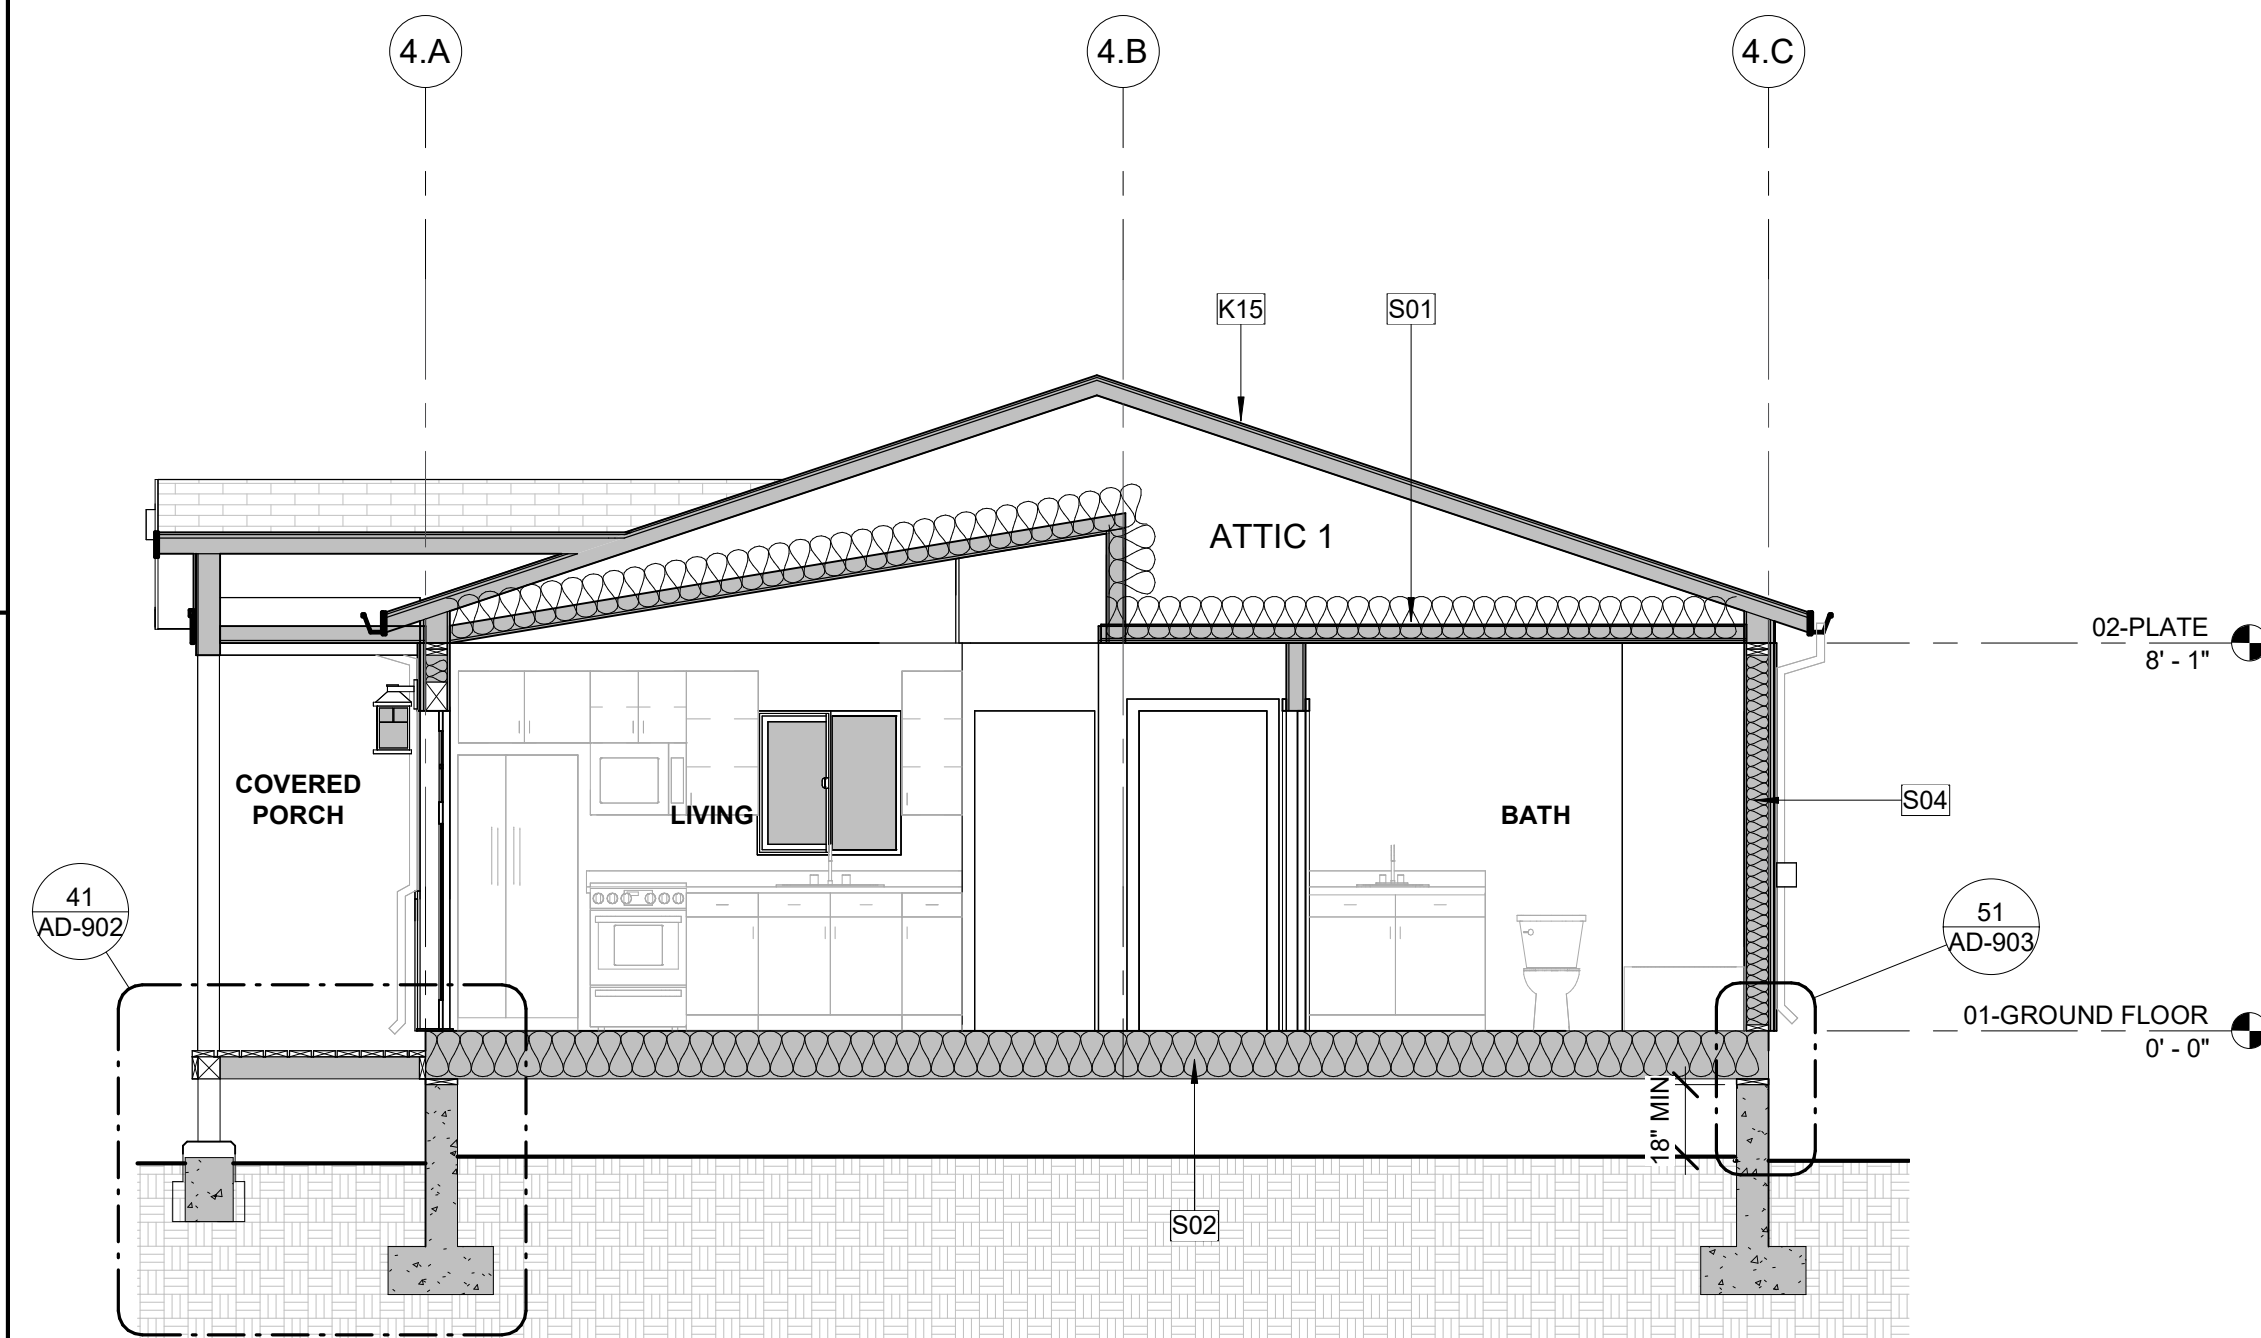 4.A
4.B
4.C
K15
S01
ATTIC 1
02-PLATE
8' - 1"
COVERED
PORCH
LIVING
BATH
S04
41
AD-902
51
AD-903
01-GROUND FLOOR
0' - 0"
18" MIN
S02